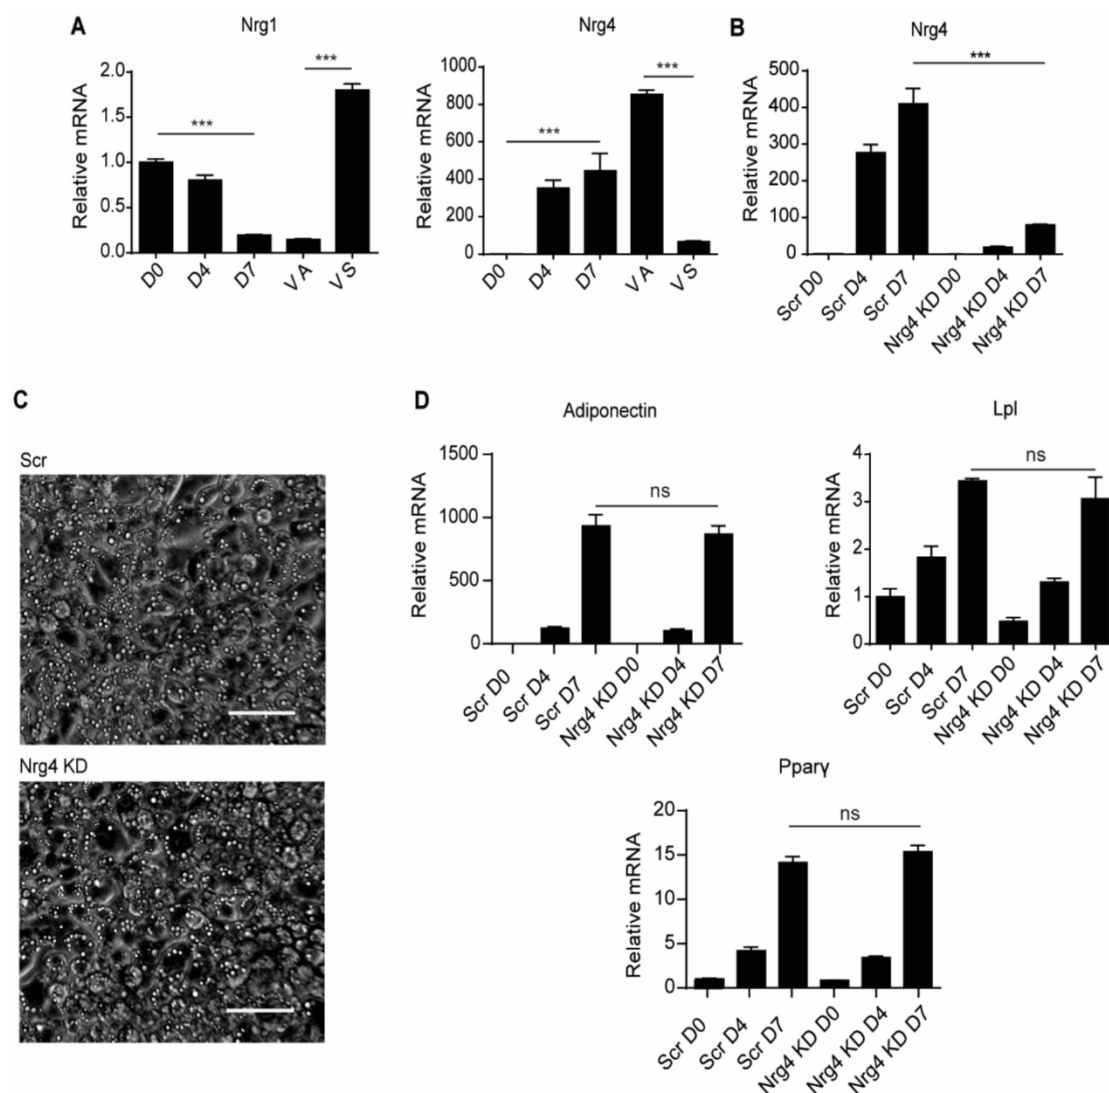 A
Nrg1
Relative mRNA
2.0
1.5
1.0
0.5
0.0
***
***
D0
D4
D7
V A
V S
Nrg4
Relative mRNA
1000
800
600
400
200
0
***
***
D0
D4
D7
V A
V S
B
Nrg4
Relative mRNA
500
400
300
200
100
0
***
Scr D0
Scr D4
Scr D7
Nrg4 KD D0
Nrg4 KD D4
Nrg4 KD D7
C
Scr
Nrg4 KD
D
Adiponectin
Relative mRNA
1500
1000
500
0
ns
Scr D0
Scr D4
Scr D7
Nrg4 KD D0
Nrg4 KD D4
Nrg4 KD D7
Lpl
Relative mRNA
4
3
2
1
0
ns
Scr D0
Scr D4
Scr D7
Nrg4 KD D0
Nrg4 KD D4
Nrg4 KD D7
Pparγ
Relative mRNA
20
15
10
5
0
ns
Scr D0
Scr D4
Scr D7
Nrg4 KD D0
Nrg4 KD D4
Nrg4 KD D7